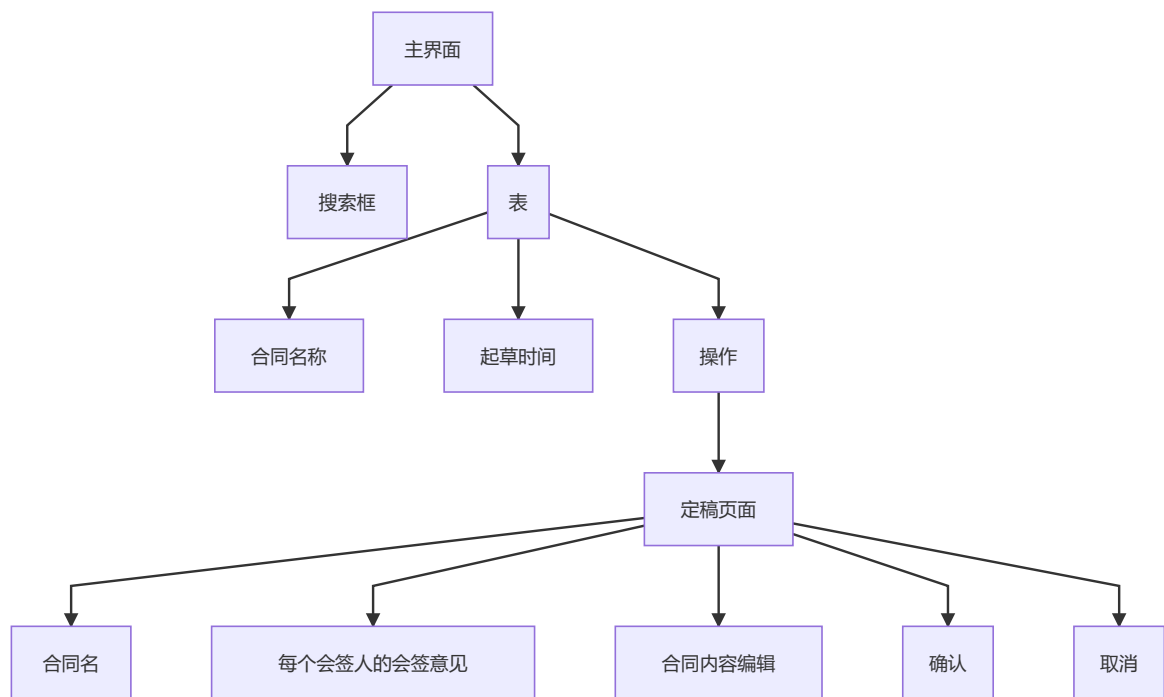 主界面
搜索框
表
合同名称
起草时间
操作
定稿页面
合同名
每个会签人的会签意见
合同内容编辑
确认
取消